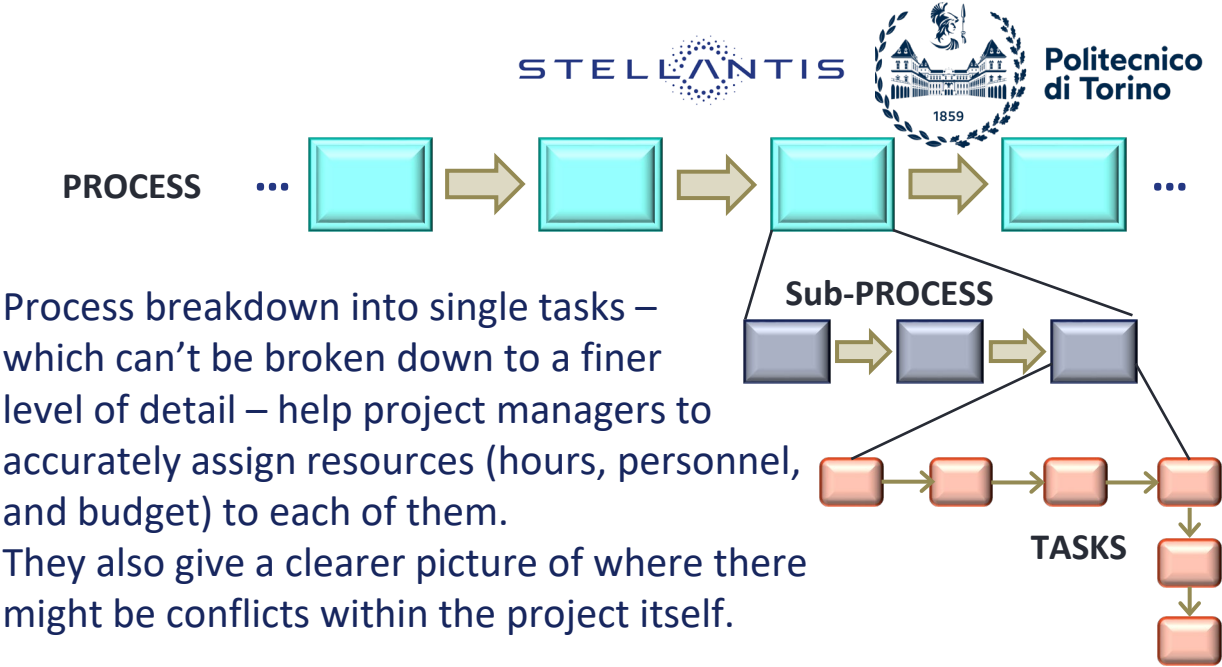 STELLANTIS
1859
Politecnico
di Torino
PROCESS ... ...
Sub-PROCESS
Process breakdown into single tasks –
which can't be broken down to a finer
level of detail – help project managers to
accurately assign resources (hours, personnel,
and budget) to each of them.
They also give a clearer picture of where there
might be conflicts within the project itself.
TASKS